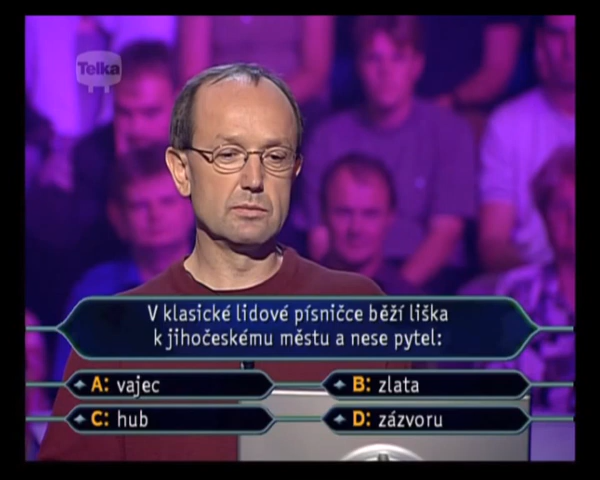 Telka
V klasické lidové písničce běží liška
k jihočeskému městu a nese pytel:
A: vajec
B: zlata
C: hub
D: zázvoru